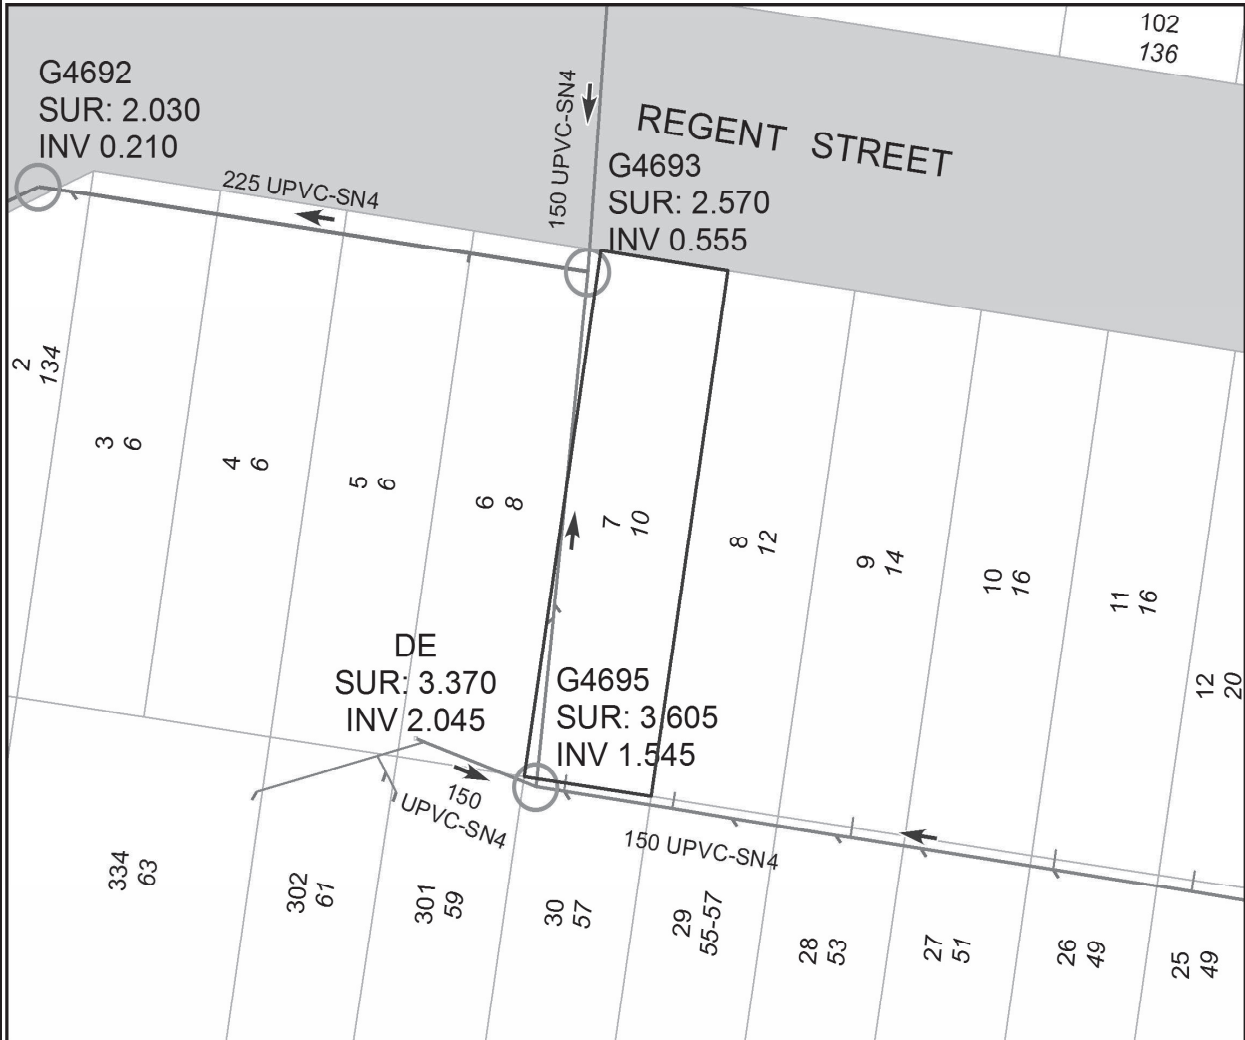 102
136
G4692
SUR: 2.030
INV 0.210
150 UPVC-SN4
REGENT STREET
G4693
SUR: 2.570
INV 0.555
225 UPVC-SN4
2
134
3
6
4
6
5
6
6
8
7
10
8
12
9
14
10
16
11
16
12
20
DE
SUR: 3.370
INV 2.045
G4695
SUR: 3.605
INV 1.545
150
UPVC-SN4
150 UPVC-SN4
334
63
302
61
301
59
30
57
29
55-57
28
53
27
51
26
49
25
49